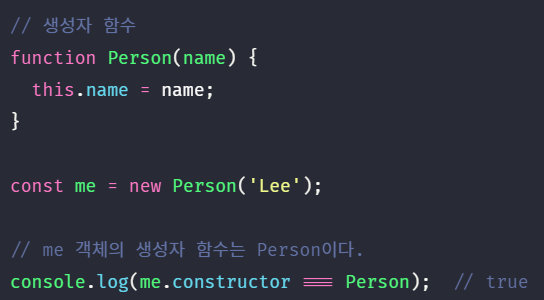 // 생성자 함수
function Person(name) {
  this.name = name;
}
const me = new Person('Lee');
// me 객체의 생성자 함수는 Person이다.
console.log(me.constructor === Person);  // true